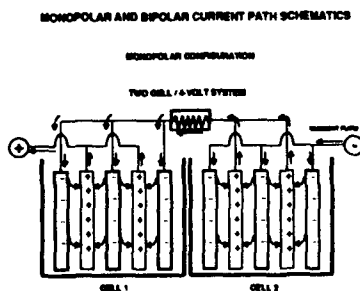 MONOPOLAR AND BIPOLAR CURRENT PATH SCHEMATICS
MONOPOLAR CONFIGURATION
TWO CELL / 4-VOLT SYSTEM
CELL 1
CELL 2